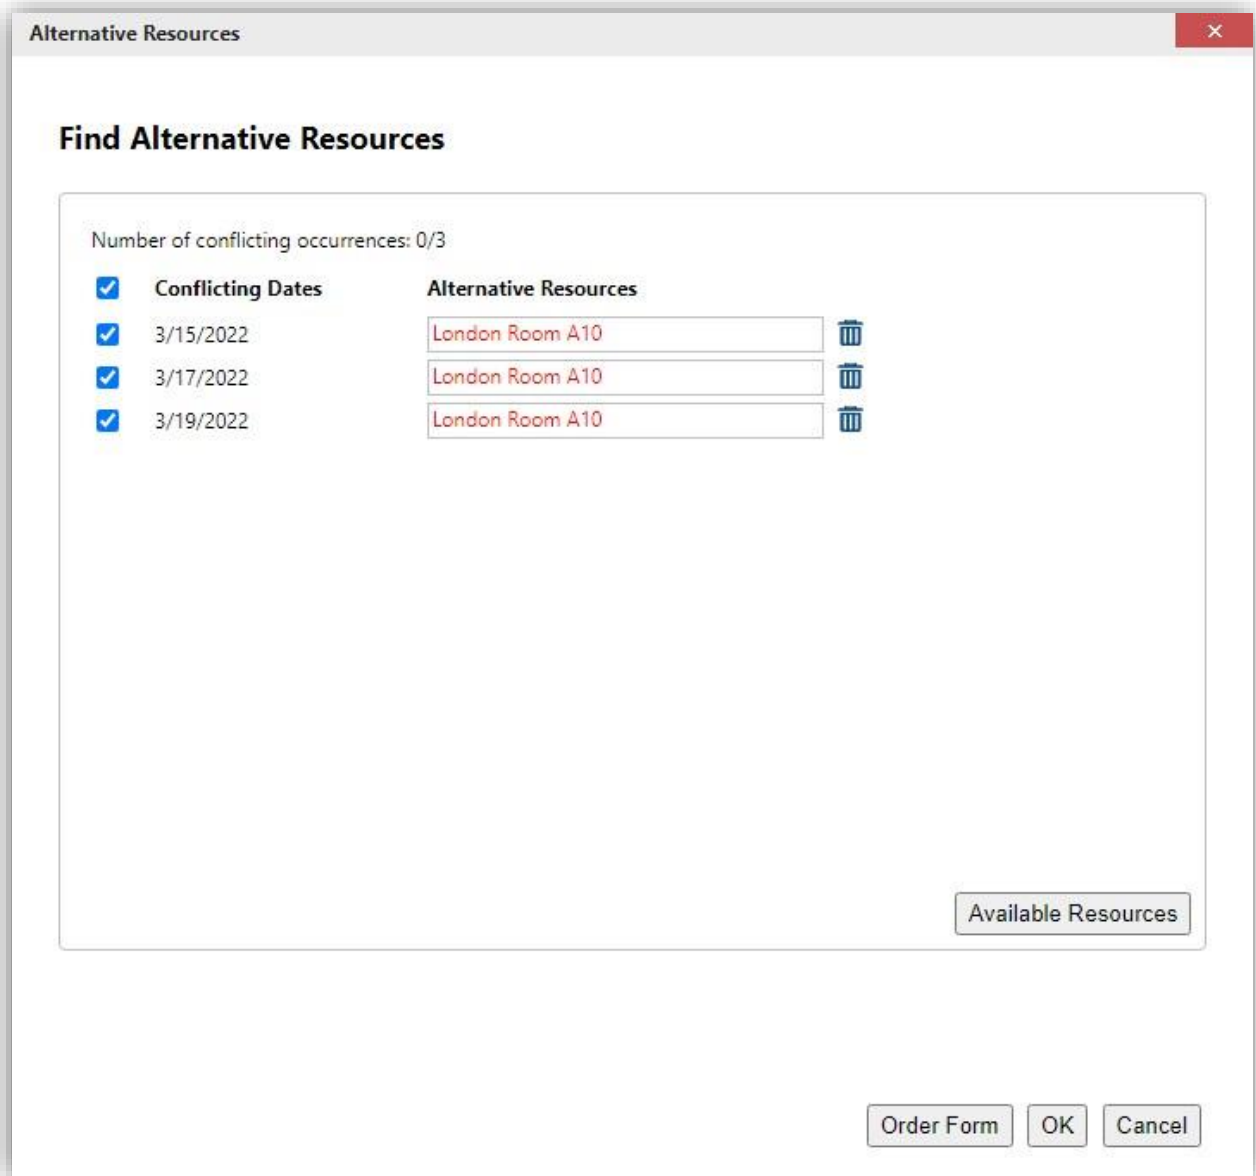 Alternative Resources
Find Alternative Resources
Number of conflicting occurrences: 0/3
Conflicting Dates Alternative Resources
3/15/2022 London Room A10
3/17/2022 London Room A10
3/19/2022 London Room A10
Available Resources
Order Form OK Cancel